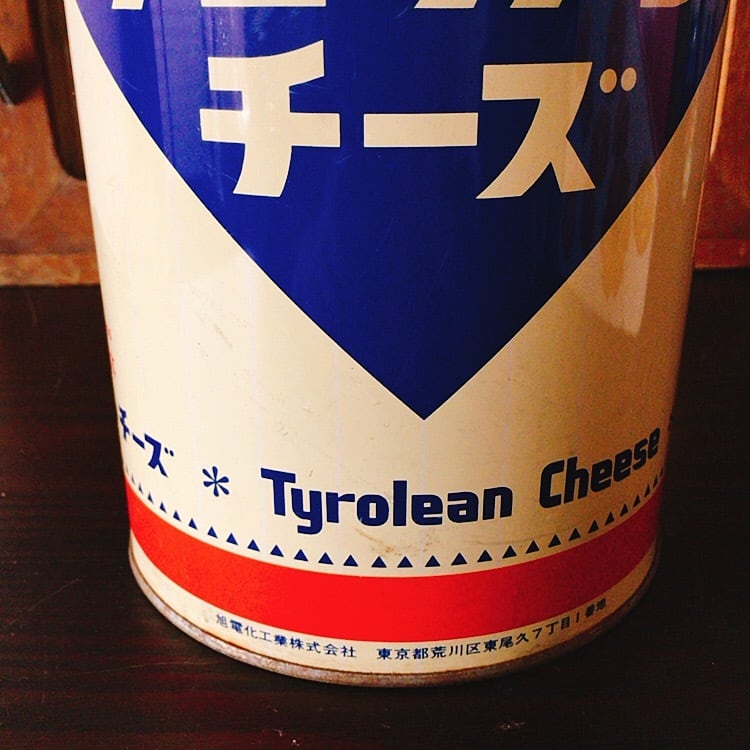 チーズ
チーズ * Tyrolean Cheese
旭電化工業株式会社 東京都荒川区東尾久7丁目1番地